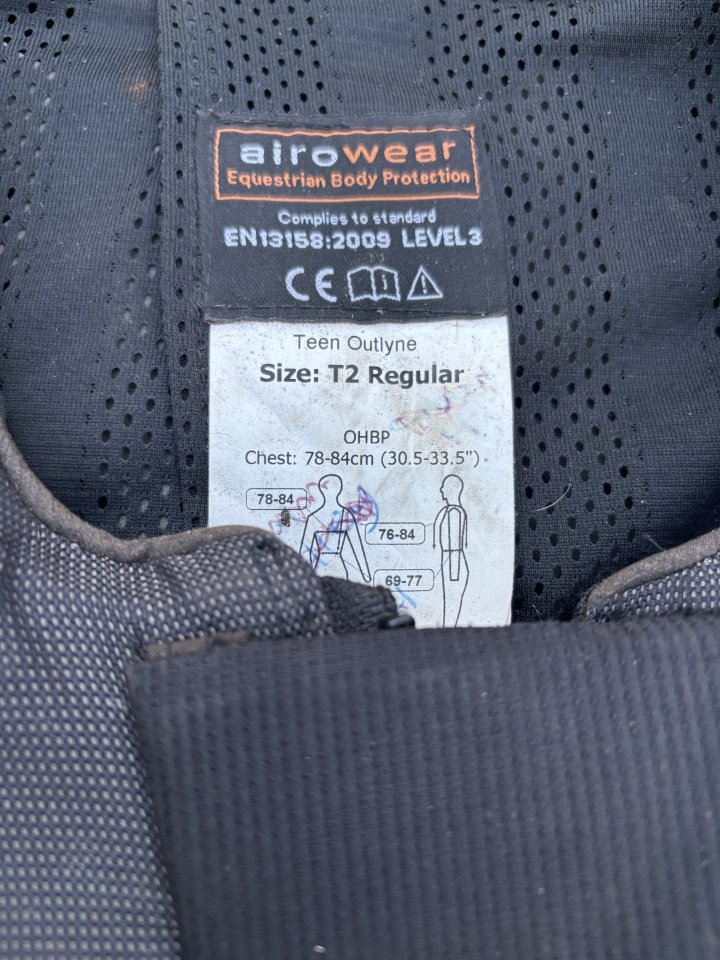 airowear
Equestrian Body Protection
Complies to standard
EN13158:2009 LEVEL3
CE
Teen Outlyne
Size: T2 Regular
OHBP
Chest: 78-84cm (30.5-33.5")
78-84
76-84
69-77